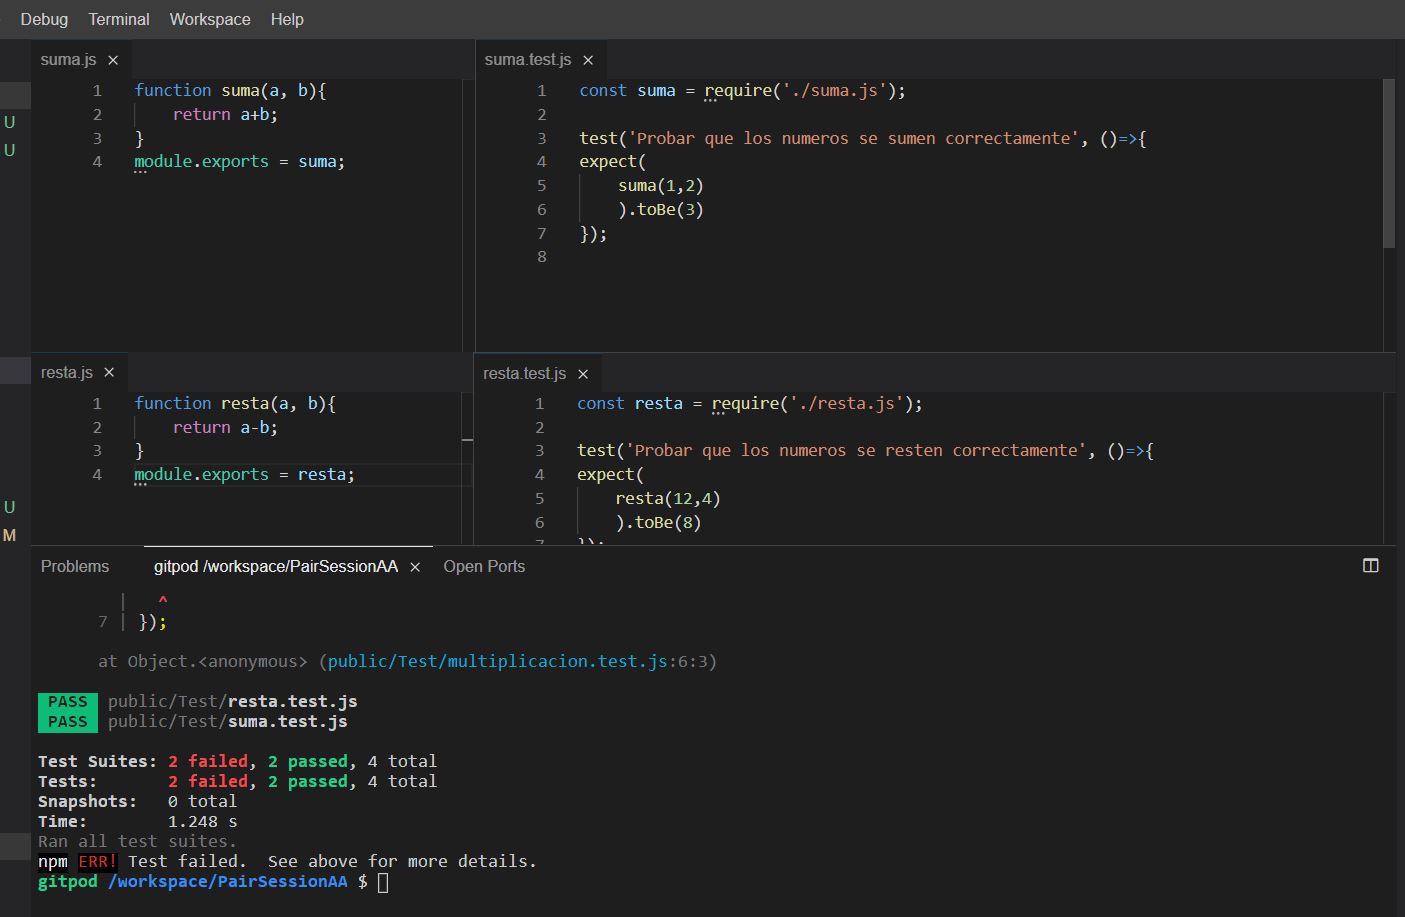 Debug Terminal Workspace Help
suma.js ×
1 function suma(a, b){
2 return a+b;
3 }
4 module.exports = suma;
suma.test.js ×
1 const suma = require('./suma.js');
2
3 test('Probar que los numeros se sumen correctamente', ()=>{
4 expect(
5 suma(1,2)
6 ).toBe(3)
7 });
8
U
U
resta.js ×
1 function resta(a, b){
2 return a-b;
3 }
4 module.exports = resta;
resta.test.js ×
1 const resta = require('./resta.js');
2
3 test('Probar que los numeros se resten correctamente', ()=>{
4 expect(
5 resta(12,4)
6 ).toBe(8)
7 });
U
M
Problems gitpod /workspace/PairSessionAA × Open Ports
| ^
7 | });
at Object.<anonymous> (public/Test/multiplicacion.test.js:6:3)
PASS public/Test/resta.test.js
PASS public/Test/suma.test.js
Test Suites: 2 failed, 2 passed, 4 total
Tests: 2 failed, 2 passed, 4 total
Snapshots: 0 total
Time: 1.248 s
Ran all test suites.
npm ERR! Test failed. See above for more details.
gitpod /workspace/PairSessionAA $